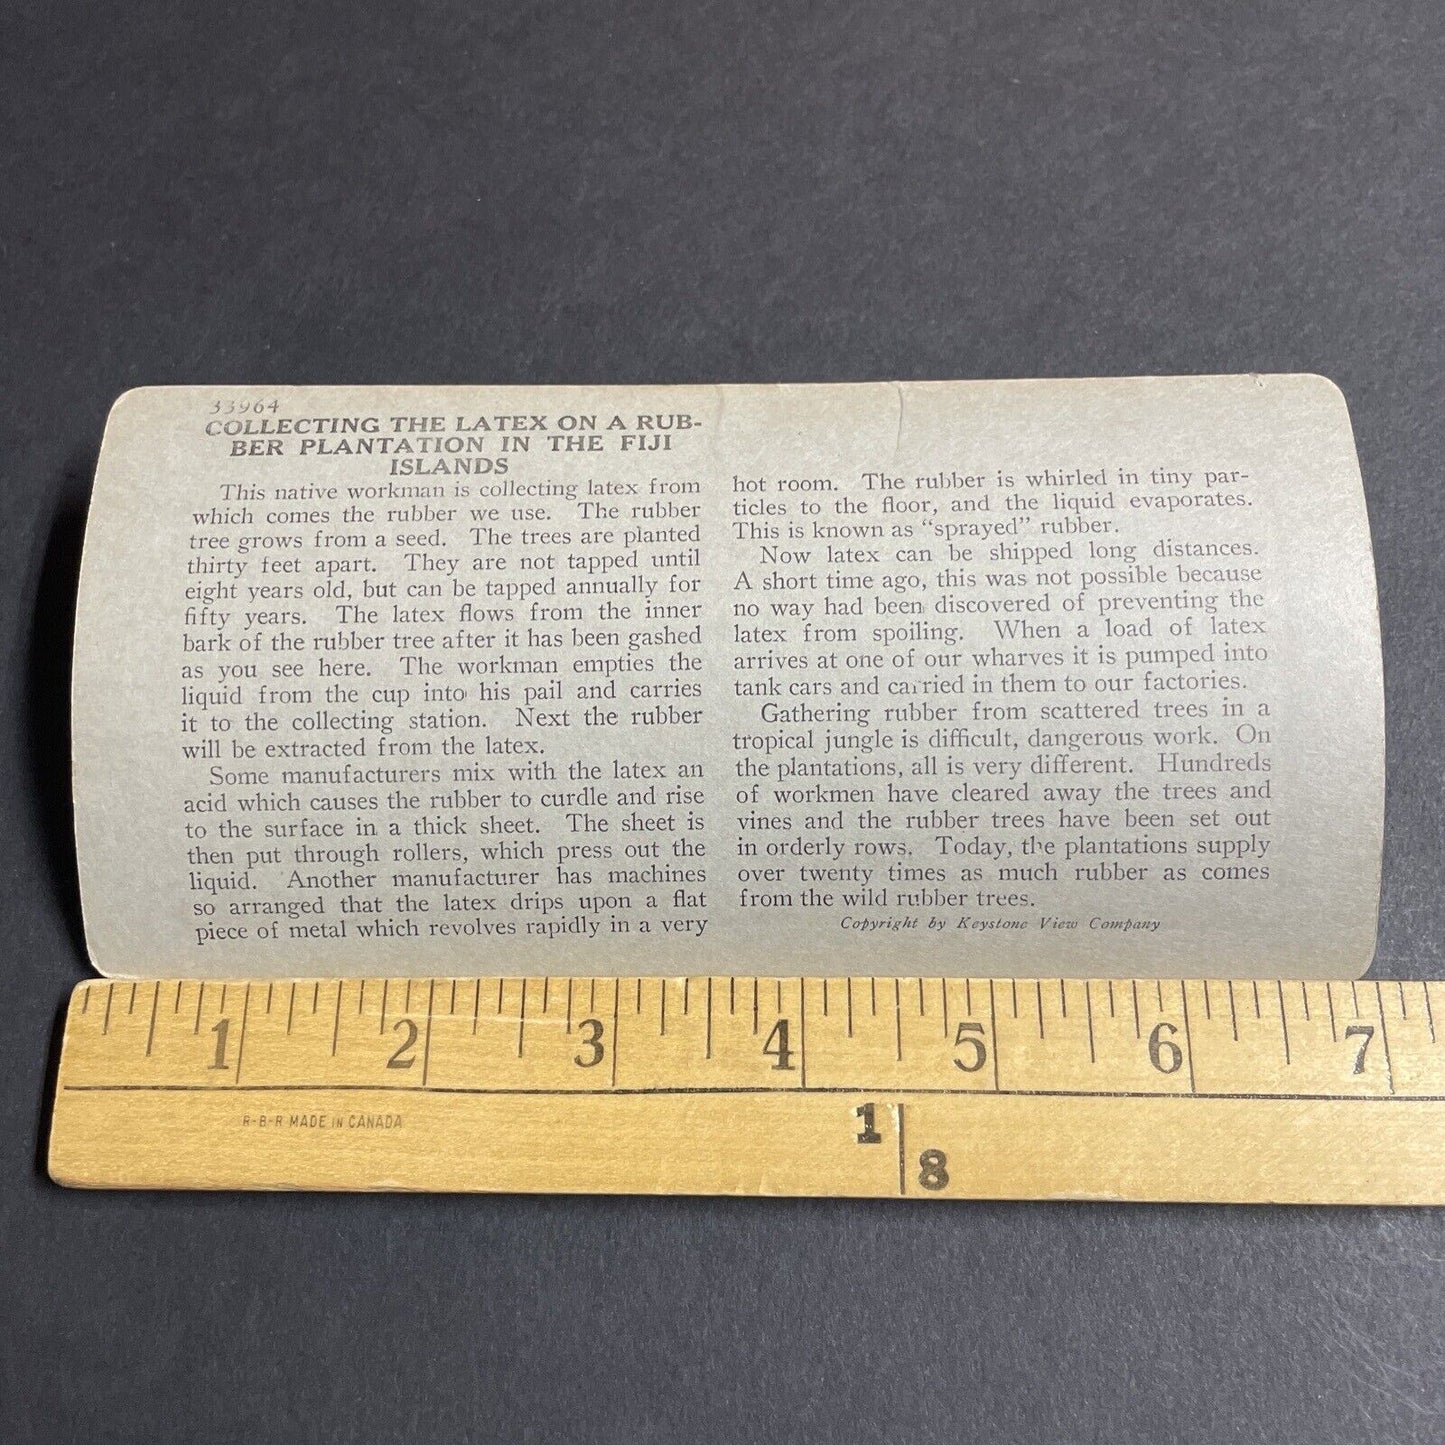 33964
COLLECTING THE LATEX ON A RUB-
BER PLANTATION IN THE FIJI
ISLANDS
This native workman is collecting latex from
which comes the rubber we use. The rubber
tree grows from a seed. The trees are planted
thirty feet apart. They are not tapped until
eight years old, but can be tapped annually for
fifty years. The latex flows from the inner
bark of the rubber tree after it has been gashed
as you see here. The workman empties the
liquid from the cup into his pail and carries
it to the collecting station. Next the rubber
will be extracted from the latex.
Some manufacturers mix with the latex an
acid which causes the rubber to curdle and rise
to the surface in a thick sheet. The sheet is
then put through rollers, which press out the
liquid. Another manufacturer has machines
so arranged that the latex drips upon a flat
piece of metal which revolves rapidly in a very
hot room. The rubber is whirled in tiny par-
ticles to the floor, and the liquid evaporates.
This is known as “sprayed” rubber.
Now latex can be shipped long distances.
A short time ago, this was not possible because
no way had been discovered of preventing the
latex from spoiling. When a load of latex
arrives at one of our wharves it is pumped into
tank cars and carried in them to our factories.
Gathering rubber from scattered trees in a
tropical jungle is difficult, dangerous work. On
the plantations, all is very different. Hundreds
of workmen have cleared away the trees and
vines and the rubber trees have been set out
in orderly rows. Today, the plantations supply
over twenty times as much rubber as comes
from the wild rubber trees.
Copyright by Keystone View Company
1 2 3 4 5 6 7
R-B-R MADE IN CANADA
1 8